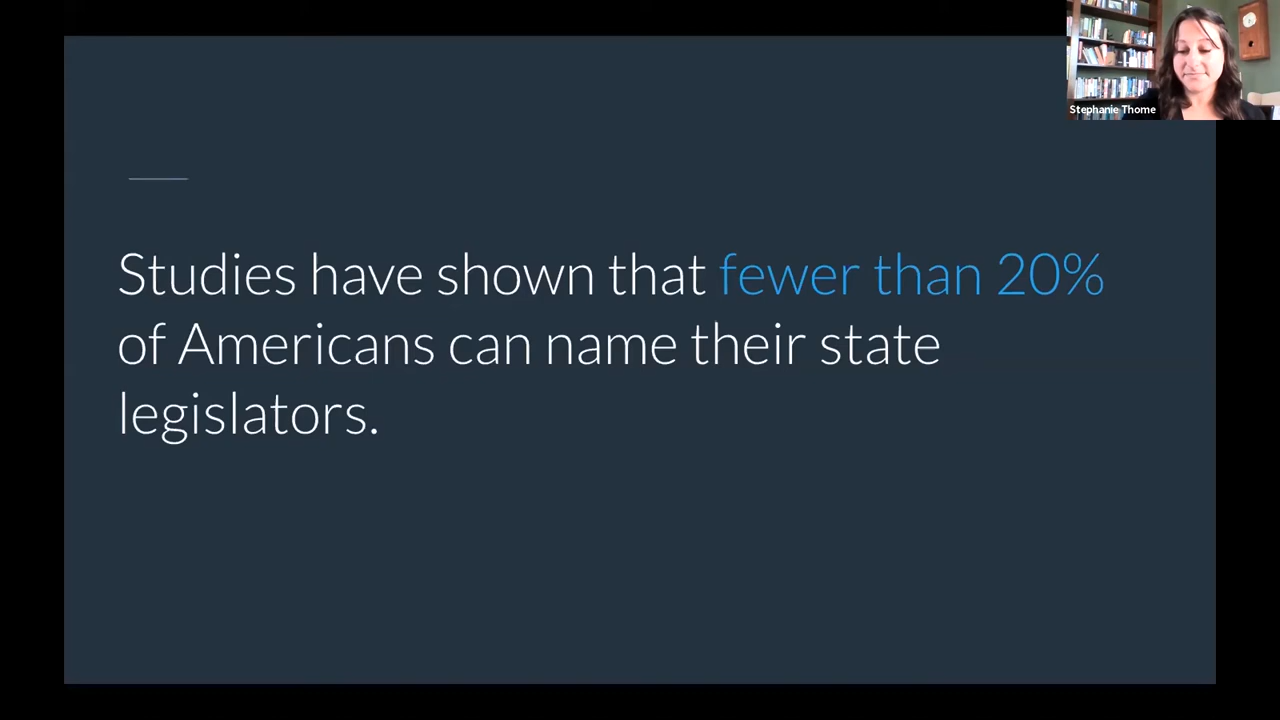 Stephanie Thome
Studies have shown that fewer than 20%
of Americans can name their state
legislators.